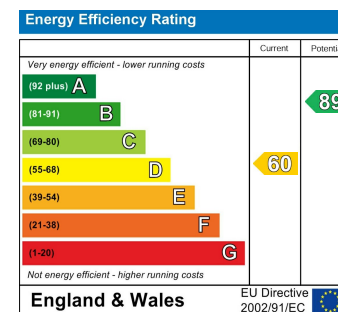 Energy Efficiency Rating
Current
Very energy efficient - lower running costs
(92 plus) A
(81-91) B
89
(69-80) C
(55-68) D
60
(39-54) E
(21-38) F
(1-20) G
Not energy efficient - higher running costs
England & Wales
EU Directive
2002/91/EC